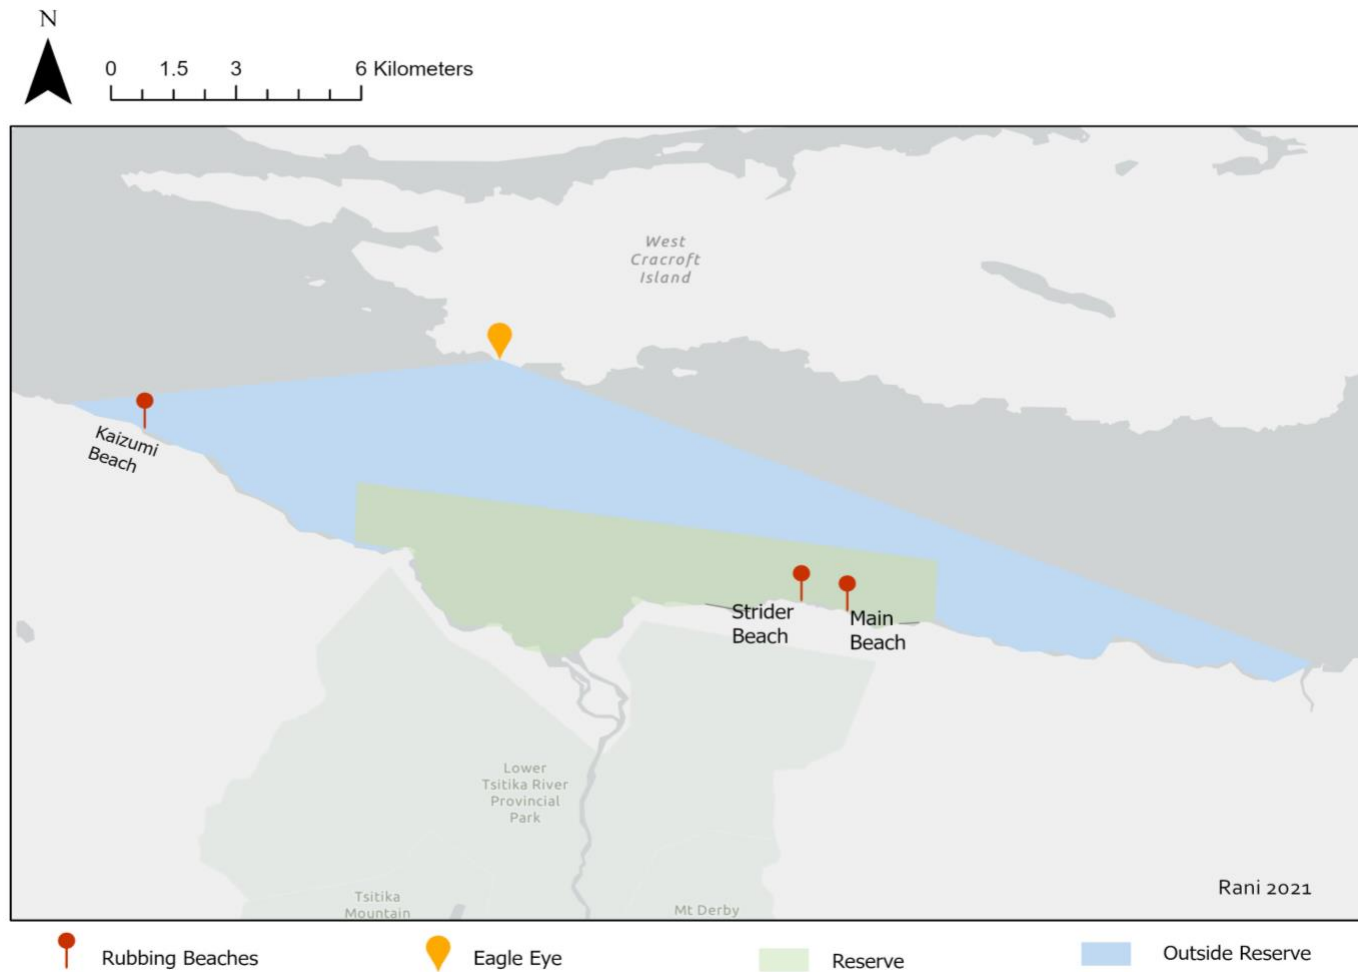 N
0 1.5 3 6 Kilometers
West
Cracroft
Island
Kaizumi
Beach
Strider
Beach
Main
Beach
Lower
Tsitika River
Provincial
Park
Tsitika
Mountain
Mt Derby
Rani 2021
Rubbing Beaches
Eagle Eye
Reserve
Outside Reserve